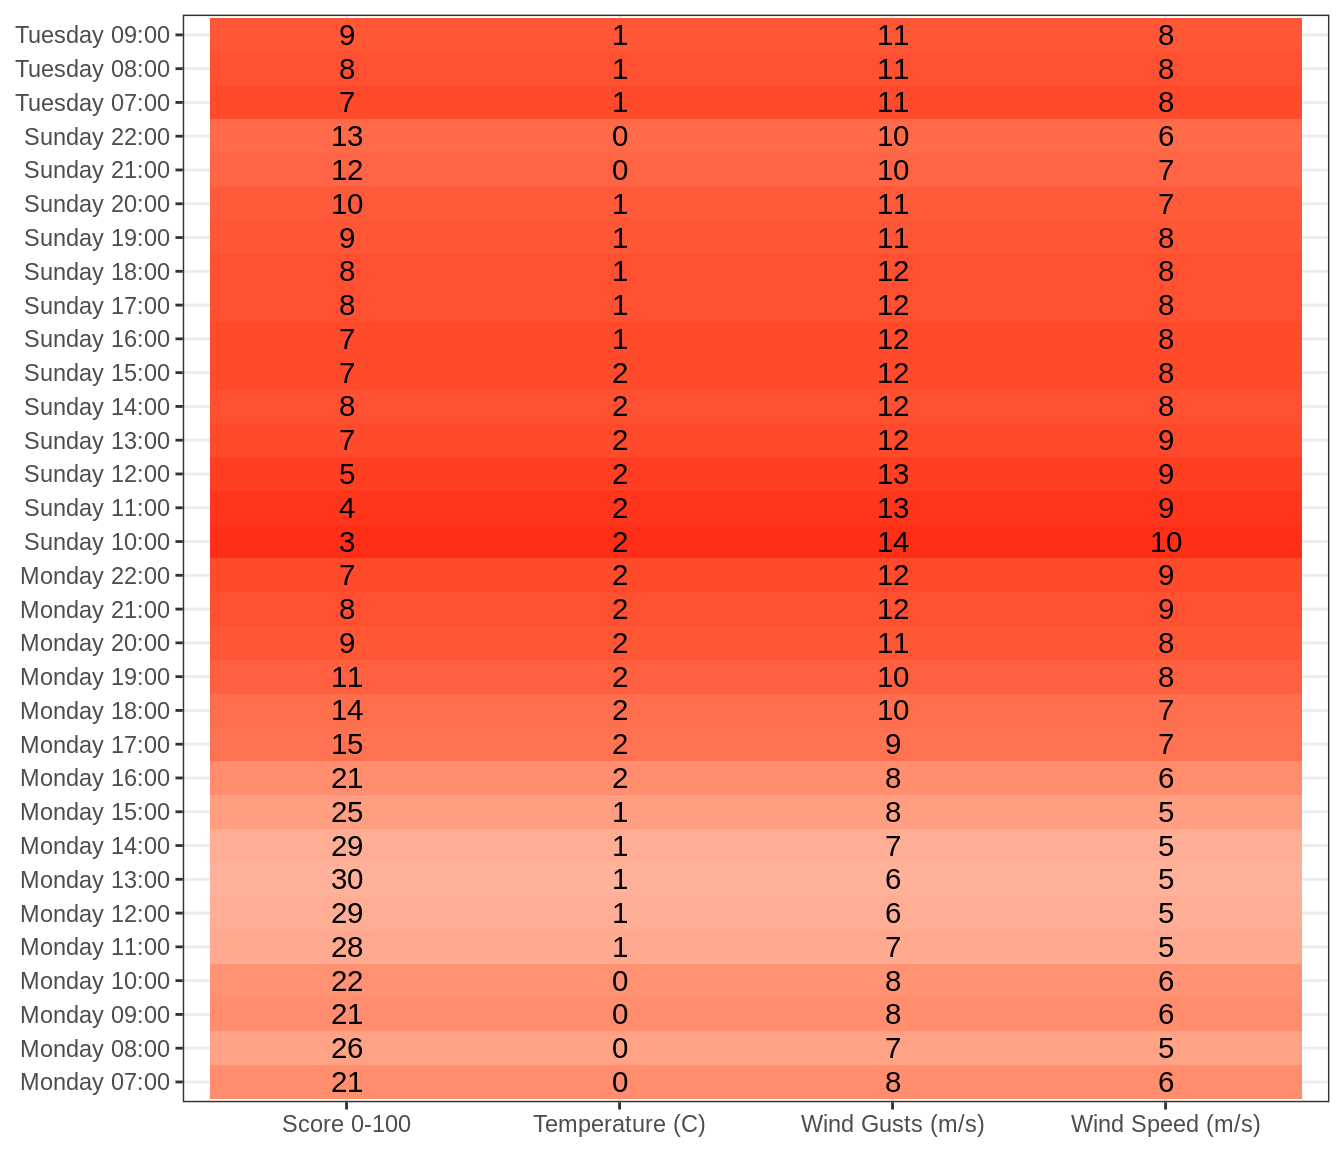 Tuesday 09:00 9 1 11 8
Tuesday 08:00 8 1 11 8
Tuesday 07:00 7 1 11 8
Sunday 22:00 13 0 10 6
Sunday 21:00 12 0 10 7
Sunday 20:00 10 1 11 7
Sunday 19:00 9 1 11 8
Sunday 18:00 8 1 12 8
Sunday 17:00 8 1 12 8
Sunday 16:00 7 1 12 8
Sunday 15:00 7 2 12 8
Sunday 14:00 8 2 12 8
Sunday 13:00 7 2 12 9
Sunday 12:00 5 2 13 9
Sunday 11:00 4 2 13 9
Sunday 10:00 3 2 14 10
Monday 22:00 7 2 12 9
Monday 21:00 8 2 12 9
Monday 20:00 9 2 11 8
Monday 19:00 11 2 10 8
Monday 18:00 14 2 10 7
Monday 17:00 15 2 9 7
Monday 16:00 21 2 8 6
Monday 15:00 25 1 8 5
Monday 14:00 29 1 7 5
Monday 13:00 30 1 6 5
Monday 12:00 29 1 6 5
Monday 11:00 28 1 7 5
Monday 10:00 22 0 8 6
Monday 09:00 21 0 8 6
Monday 08:00 26 0 7 5
Monday 07:00 21 0 8 6
Score 0-100 Temperature (C) Wind Gusts (m/s) Wind Speed (m/s)